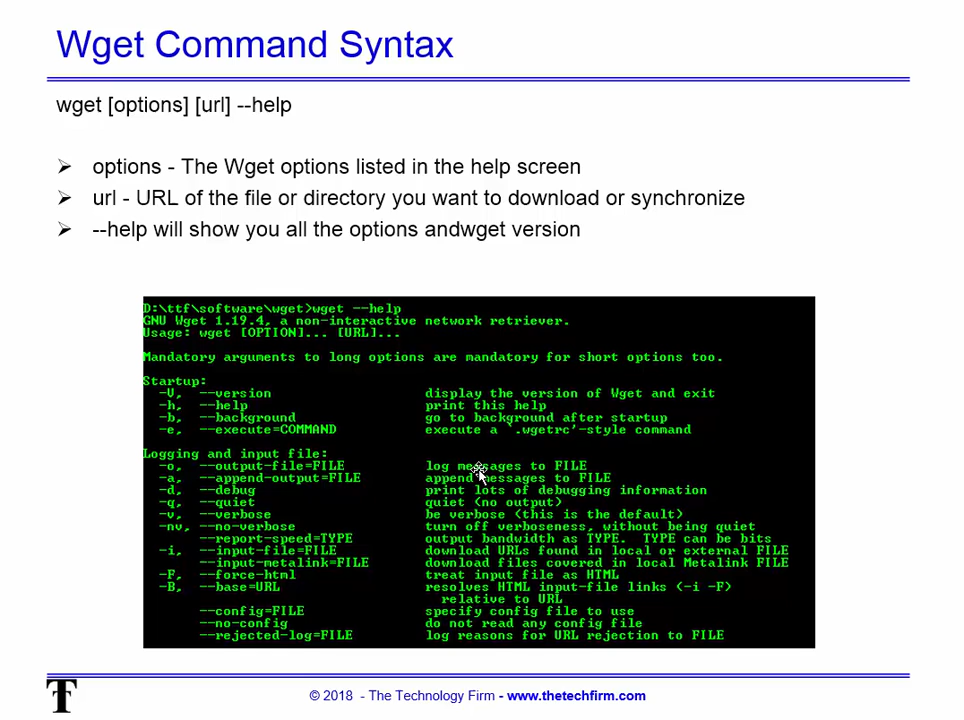 Wget Command Syntax
wget [options] [url] --help
options - The Wget options listed in the help screen
url - URL of the file or directory you want to download or synchronize
--help will show you all the options andwget version
D:\ttf\software\wget>wget --help
GNU Wget 1.19.4, a non-interactive network retriever.
Usage: wget [OPTION]... [URL]...
Mandatory arguments to long options are mandatory for short options too.
Startup:
-V, --version display the version of Wget and exit
-h, --help print this help
-b, --background go to background after startup
-e, --execute=COMMAND execute a `.wgetrc'-style command
Logging and input file:
-o, --output-file=FILE log messages to FILE
-a, --append-output=FILE append messages to FILE
-d, --debug print lots of debugging information
-q, --quiet quiet (no output)
-v, --verbose be verbose (this is the default)
-nv, --no-verbose turn off verboseness, without being quiet
--report-speed=TYPE output bandwidth as TYPE. TYPE can be bits
-i, --input-file=FILE download URLs found in local or external FILE
--input-metalink=FILE download files covered in local Metalink FILE
-F, --force-html treat input file as HTML
-B, --base=URL resolves HTML input-file links (-i -F)
relative to URL
--config=FILE specify config file to use
--no-config do not read any config file
--rejected-log=FILE log reasons for URL rejection to FILE
T
© 2018 - The Technology Firm - www.thetechfirm.com